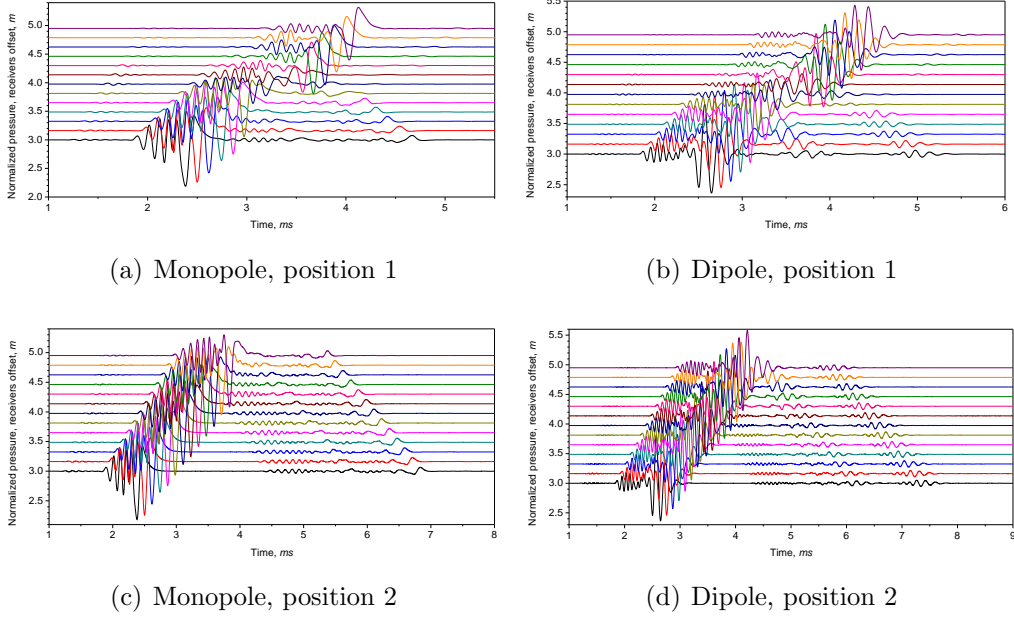 Normalized pressure, receivers offset, m
5.0
4.5
4.0
3.5
3.0
2.5
2.0
1 2 3 4 5
Time, ms
(a) Monopole, position 1
Normalized pressure, receivers offset, m
5.5
5.0
4.5
4.0
3.5
3.0
2.5
1 2 3 4 5 6
Time, ms
(b) Dipole, position 1
Normalized pressure, receivers offset, m
5.0
4.5
4.0
3.5
3.0
2.5
1 2 3 4 5 6 7 8
Time, ms
(c) Monopole, position 2
Normalized pressure, receivers offset, m
5.5
5.0
4.5
4.0
3.5
3.0
2.5
1 2 3 4 5 6 7 8 9
Time, ms
(d) Dipole, position 2